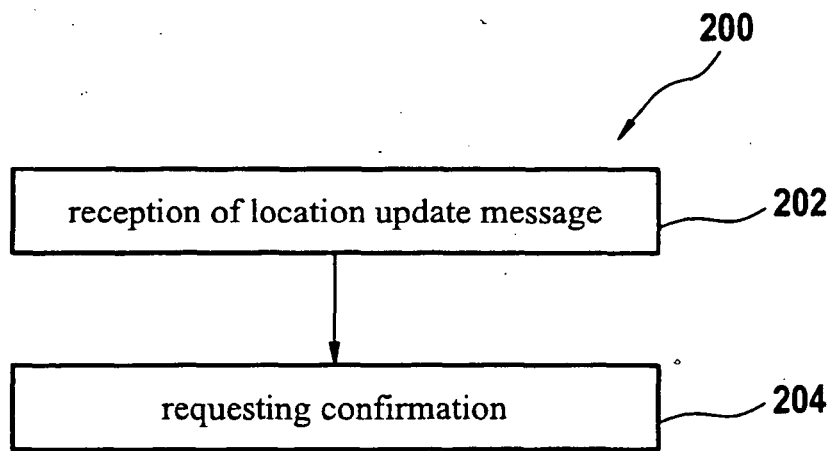 200
reception of location update message
202
requesting confirmation
204